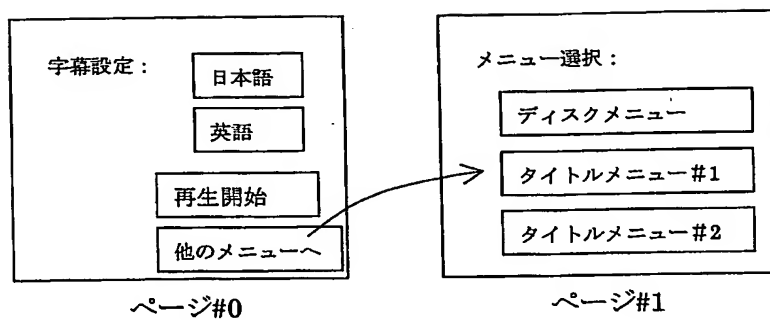 字幕設定：
日本語
英語
再生開始
他のメニューへ
ページ#0
メニュー選択：
ディスクメニュー
タイトルメニュー#1
タイトルメニュー#2
ページ#1